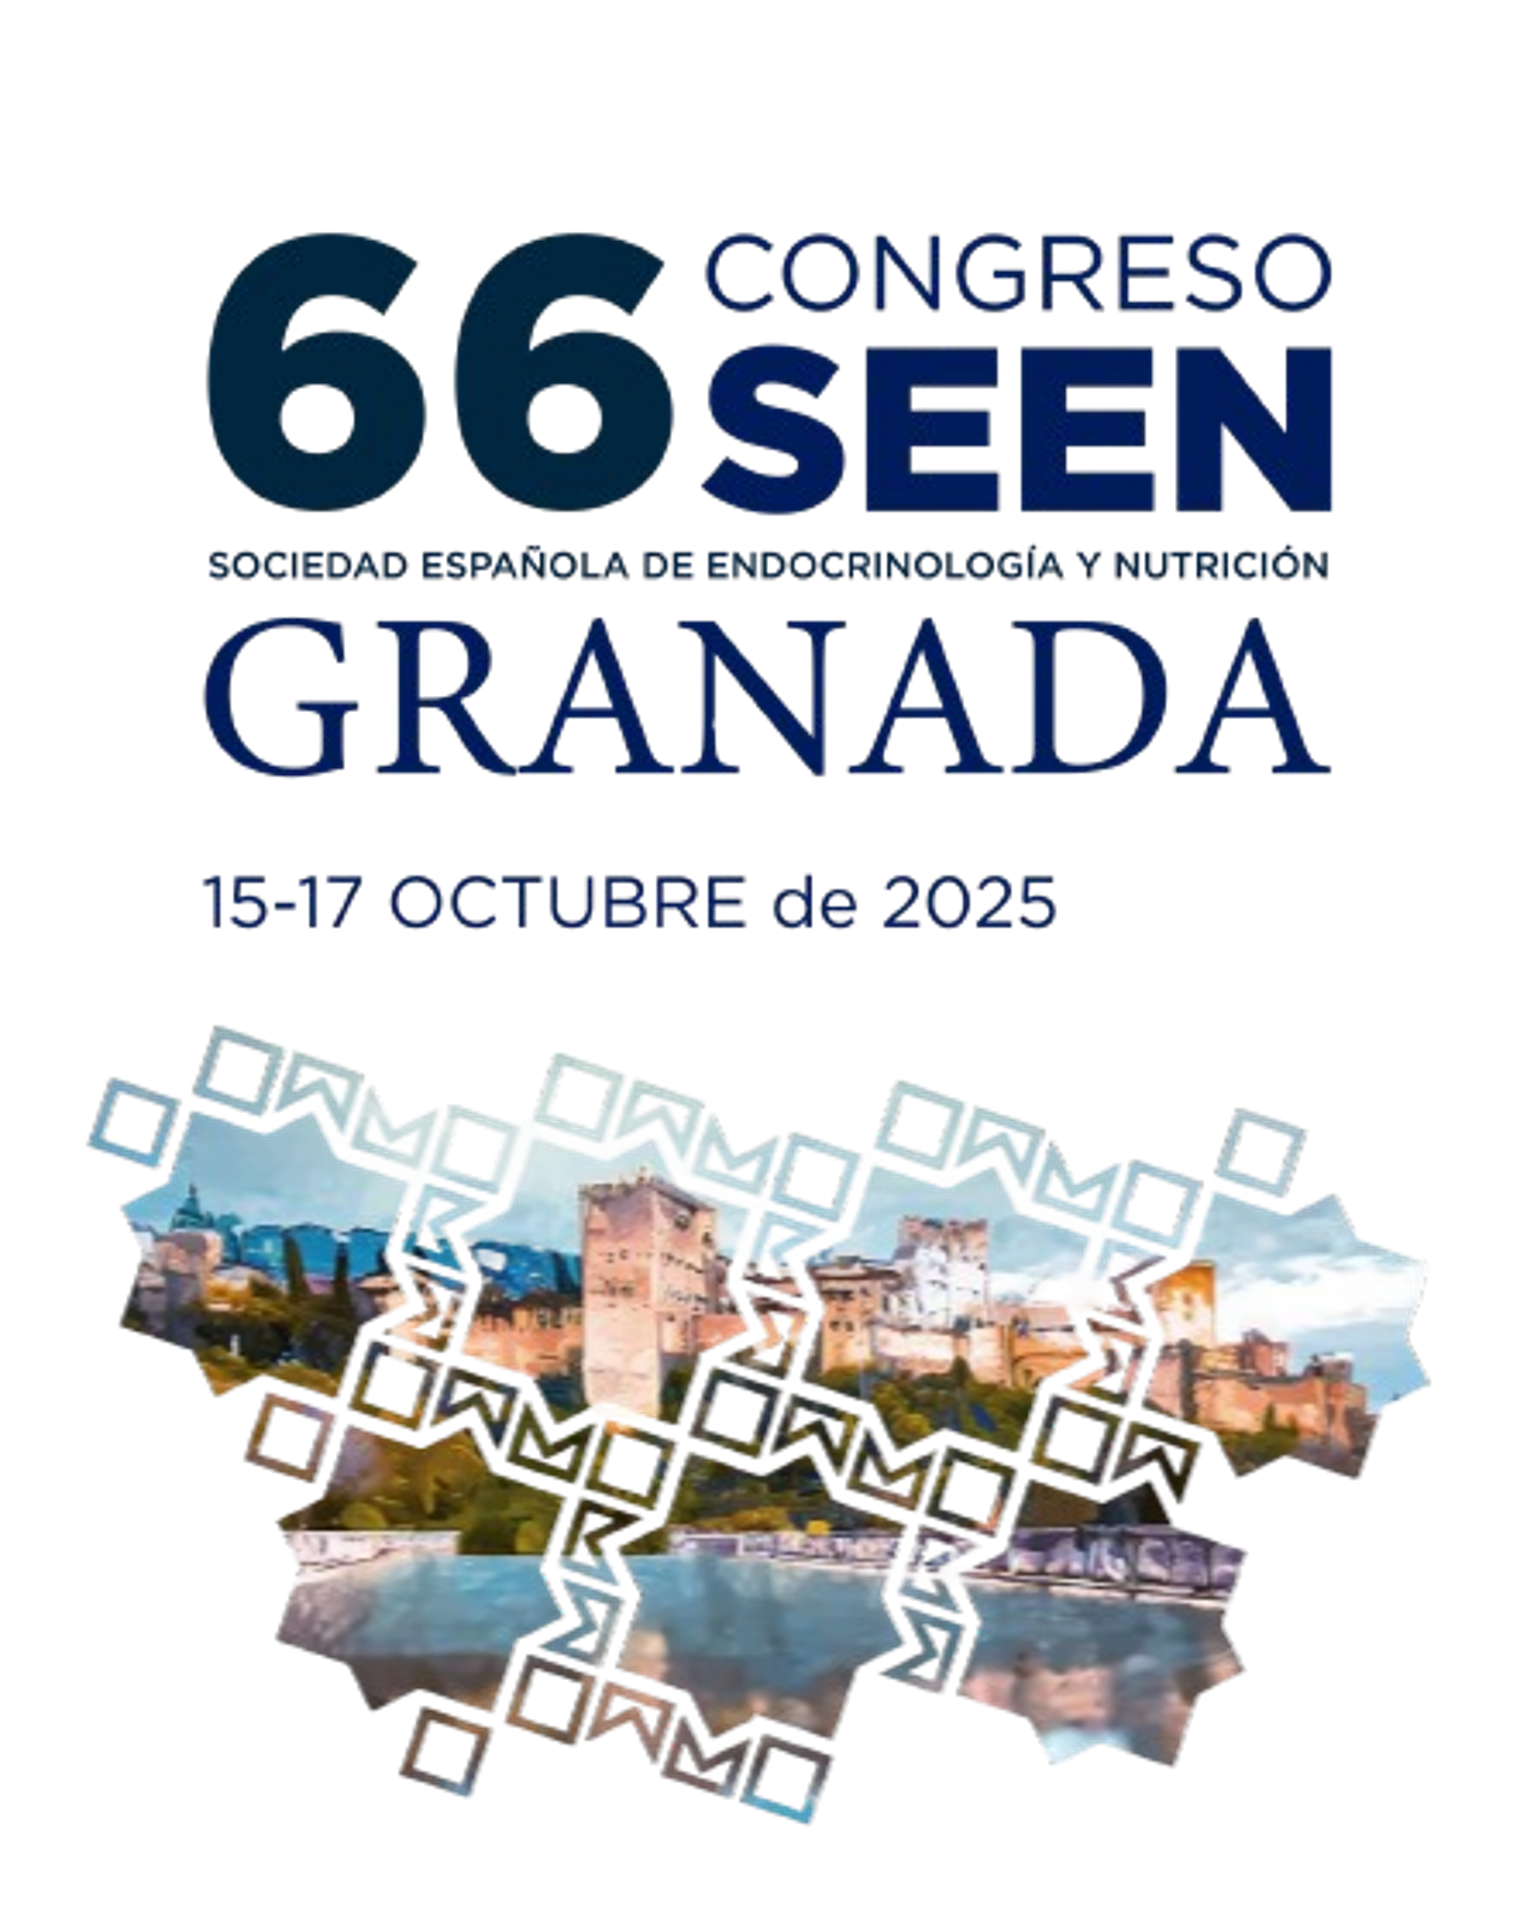 66 CONGRESO
SEEN
SOCIEDAD ESPAÑOLA DE ENDOCRINOLOGÍA Y NUTRICIÓN
GRANADA
15-17 OCTUBRE de 2025